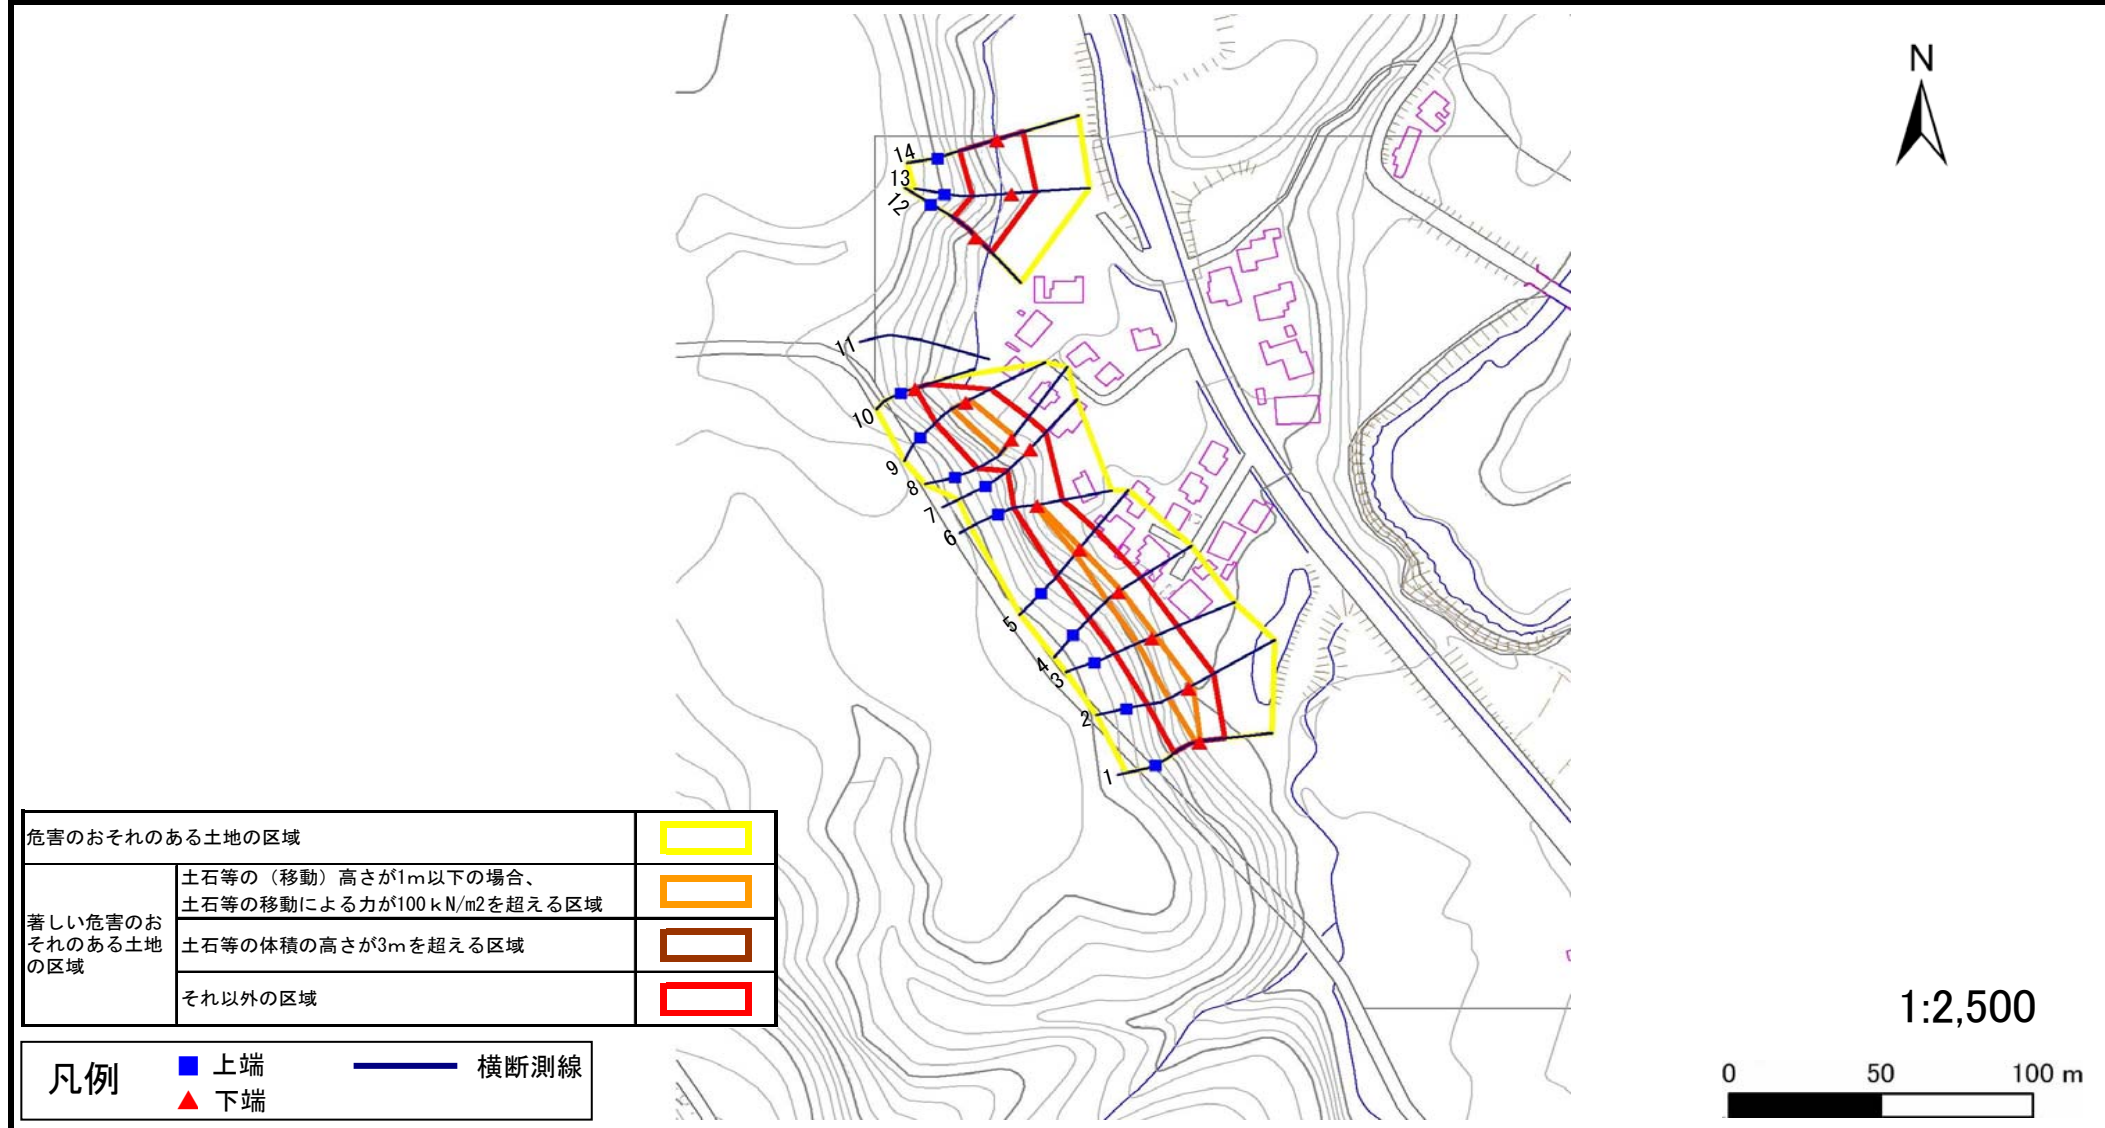 N
14
13
12
11
10
9
8
7
6
5
4
3
2
1
危害のおそれのある土地の区域
著しい危害のお
それのある土地
の区域
土石等の（移動）高さが1m以下の場合、
土石等の移動による力が100kN/m2を超える区域
土石等の体積の高さが3mを超える区域
それ以外の区域
凡例
上端
下端
横断測線
1:2,500
0 50 100 m